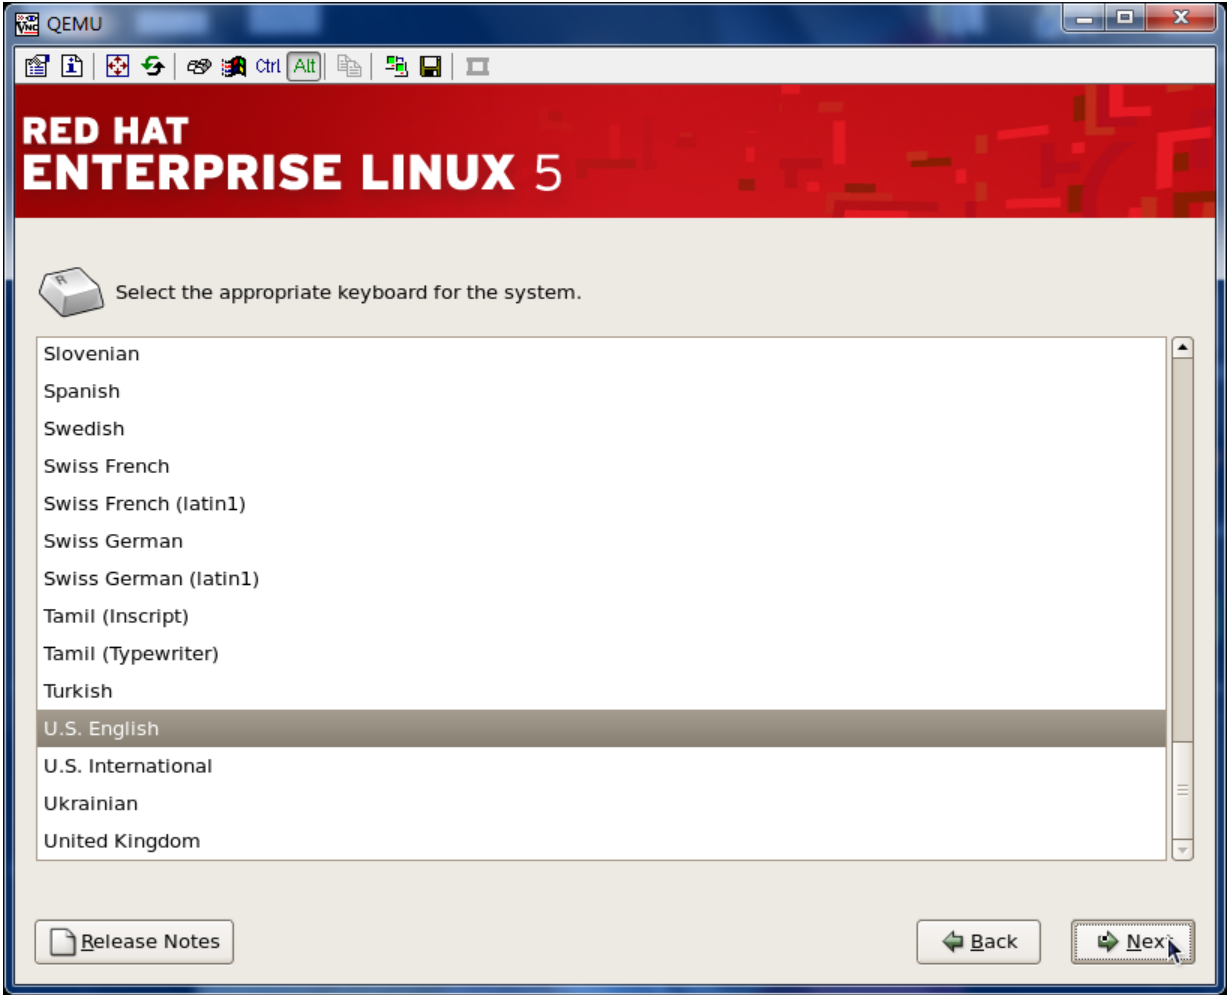 QEMU
Ctrl Alt
RED HAT
ENTERPRISE LINUX 5
R
Select the appropriate keyboard for the system.
Slovenian
Spanish
Swedish
Swiss French
Swiss French (latin1)
Swiss German
Swiss German (latin1)
Tamil (Inscript)
Tamil (Typewriter)
Turkish
U.S. English
U.S. International
Ukrainian
United Kingdom
Release Notes
Back
Next